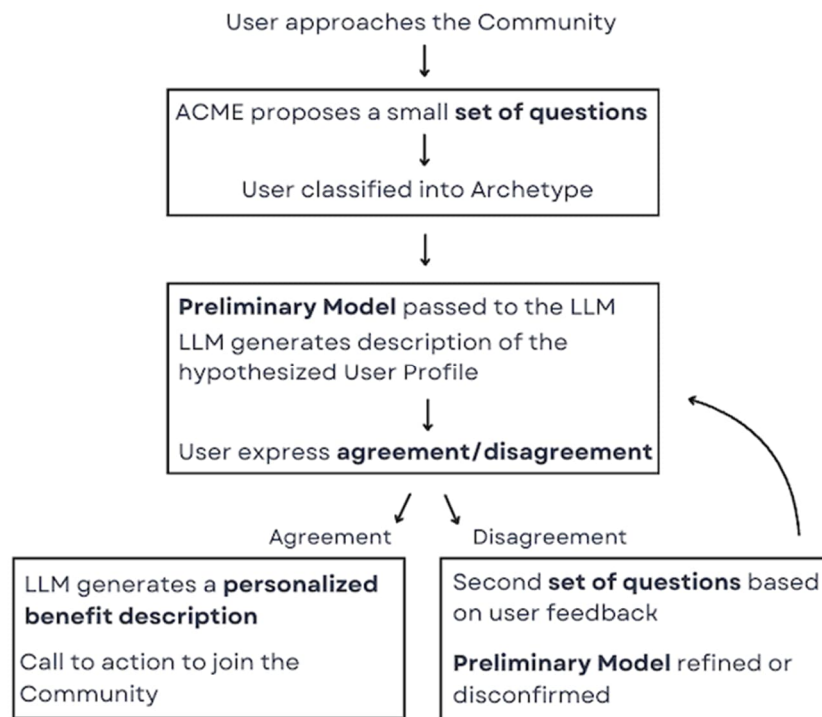 User approaches the Community
ACME proposes a small set of questions
User classified into Archetype
Preliminary Model passed to the LLM
LLM generates description of the
hypothesized User Profile
User express agreement/disagreement
Agreement
Disagreement
LLM generates a personalized
benefit description
Call to action to join the
Community
Second set of questions based
on user feedback
Preliminary Model refined or
disconfirmed